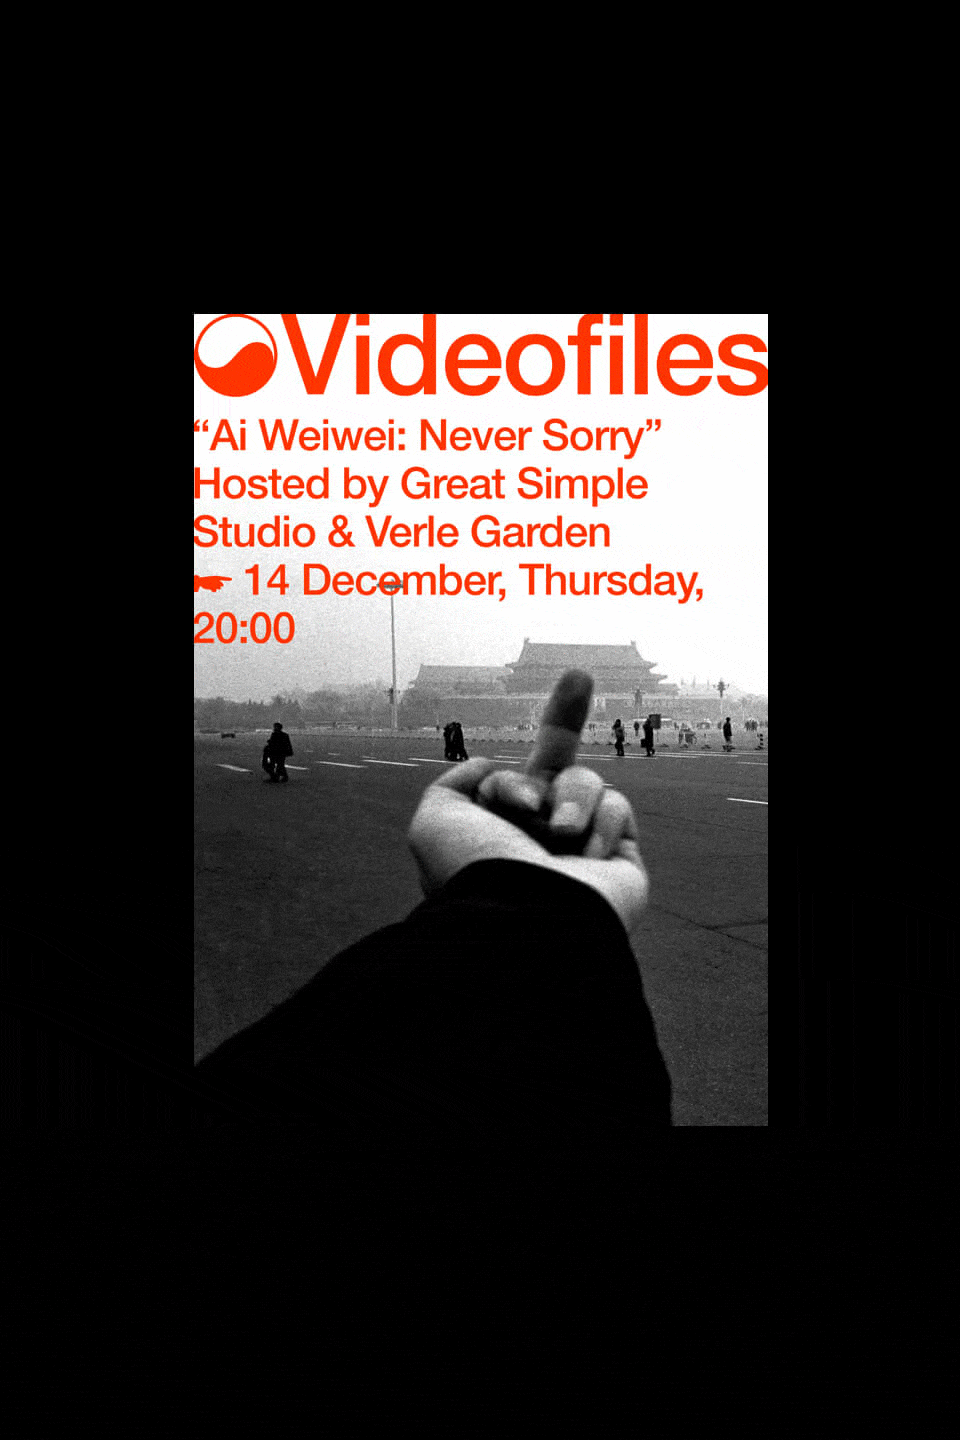 Videofiles
“Ai Weiwei: Never Sorry”
Hosted by Great Simple
Studio & Verle Garden
☛ 14 December, Thursday,
20:00